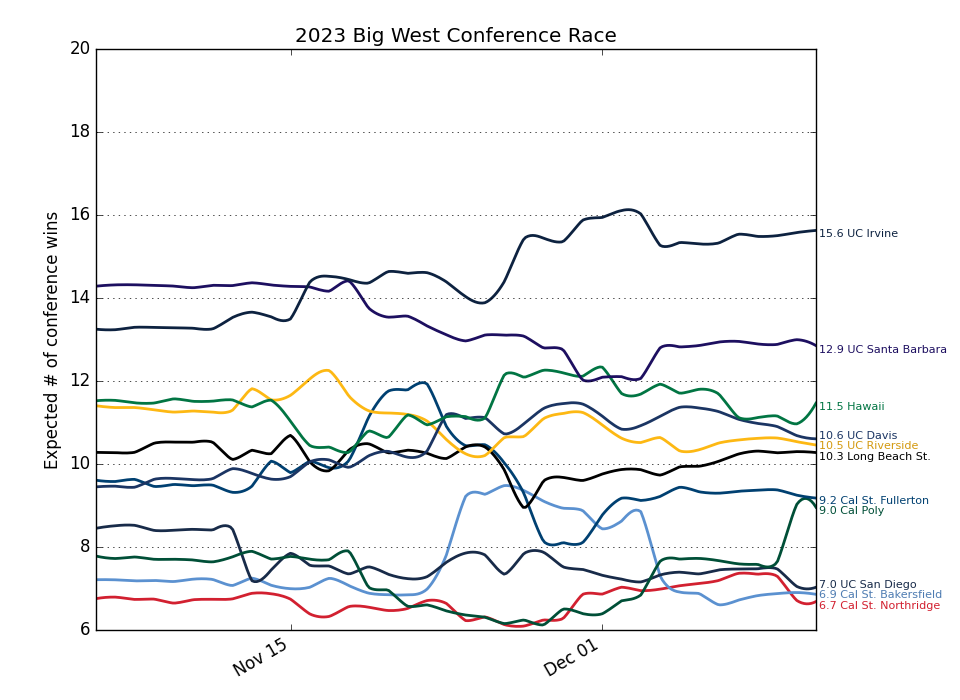 2023 Big West Conference Race
Expected # of conference wins
20
18
16
14
12
10
8
6
Nov 15
Dec 01
15.6 UC Irvine
12.9 UC Santa Barbara
11.5 Hawaii
10.6 UC Davis
10.5 UC Riverside
10.3 Long Beach St.
9.2 Cal St. Fullerton
9.0 Cal Poly
7.0 UC San Diego
6.9 Cal St. Bakersfield
6.7 Cal St. Northridge